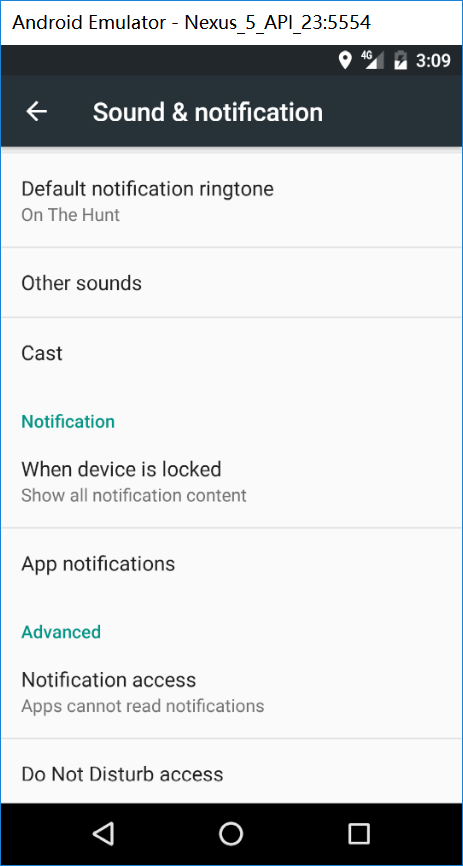 Android Emulator - Nexus_5_API_23:5554
4G 3:09
Sound & notification
Default notification ringtone
On The Hunt
Other sounds
Cast
Notification
When device is locked
Show all notification content
App notifications
Advanced
Notification access
Apps cannot read notifications
Do Not Disturb access